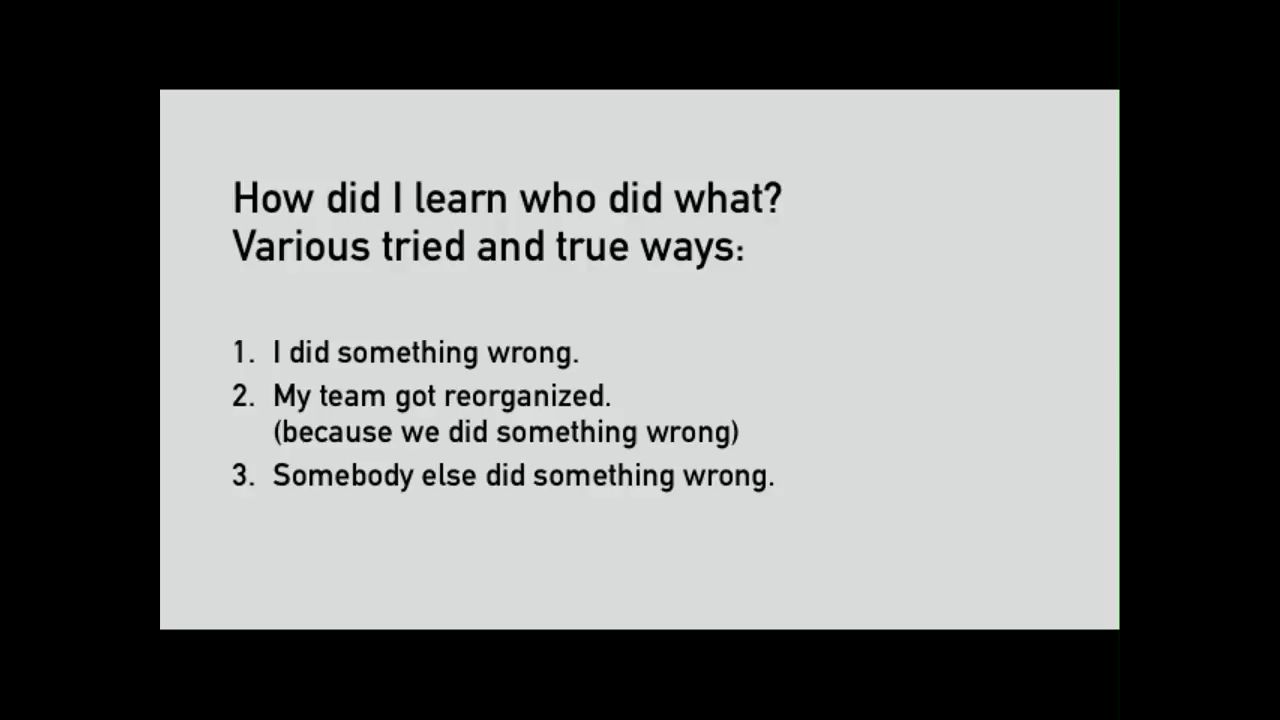 How did I learn who did what?
Various tried and true ways:
1. I did something wrong.
2. My team got reorganized.
(because we did something wrong)
3. Somebody else did something wrong.